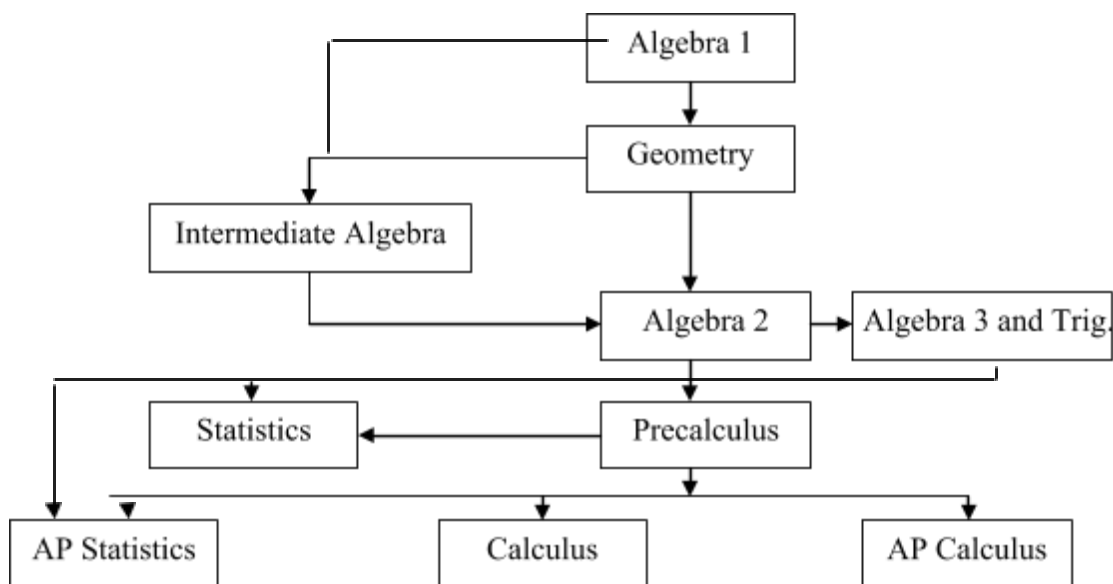 Algebra 1
Geometry
Intermediate Algebra
Algebra 2
Algebra 3 and Trig.
Statistics
Precalculus
AP Statistics
Calculus
AP Calculus